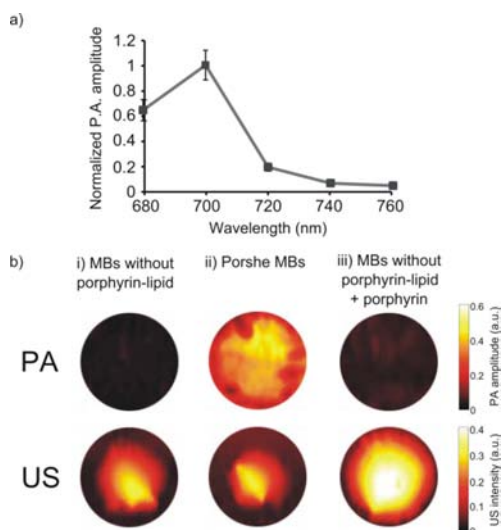 a)
Normalized P.A. amplitude
1.2
1
0.8
0.6
0.4
0.2
0
680
700
720
740
760
Wavelength (nm)
b)
i) MBs without
porphyrin-lipid
ii) Porshe MBs
iii) MBs without
porphyrin-lipid
+ porphyrin
PA
0.6
0.4
0.2
0
PA amplitude (a.u.)
US
0.4
0.3
0.2
0.1
0
US intensity (a.u.)